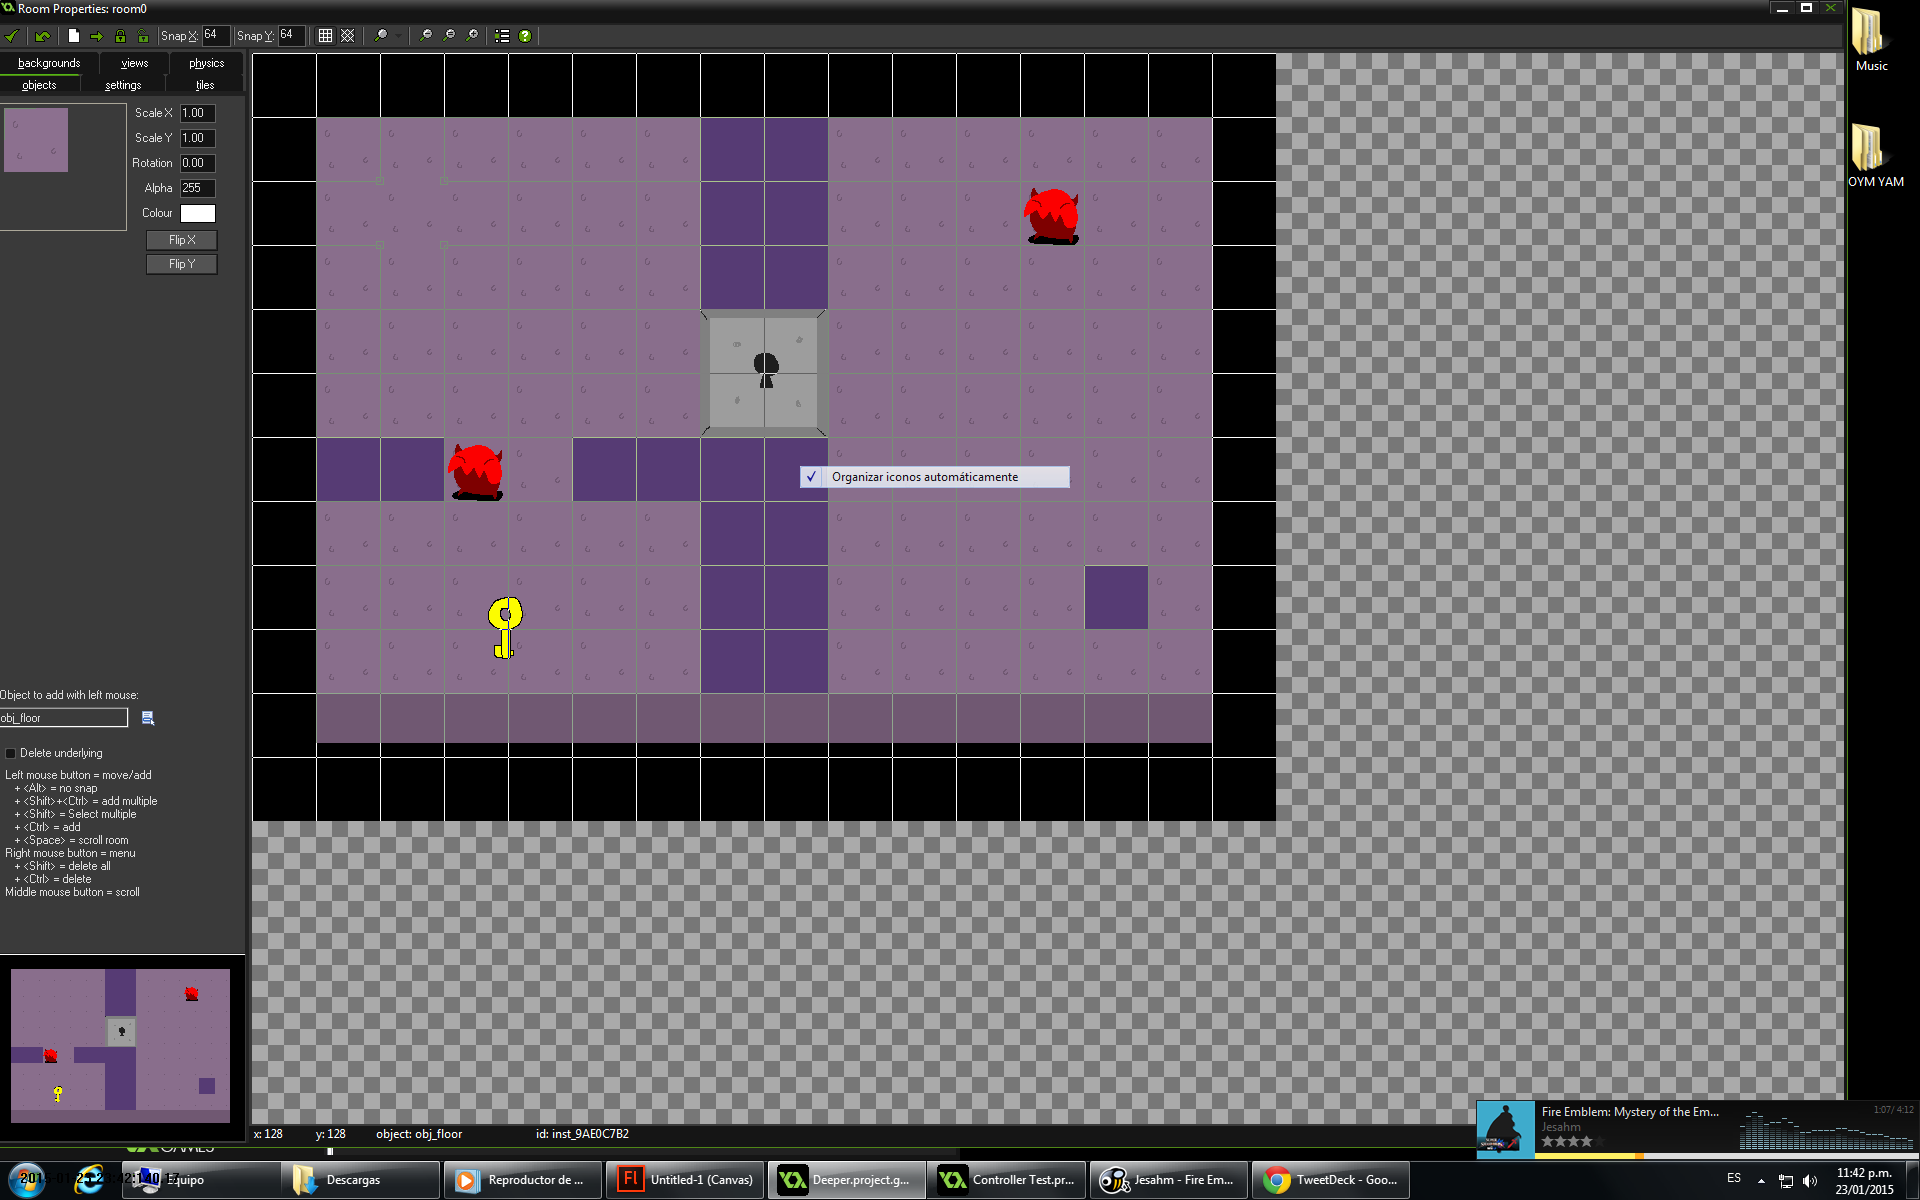 Room Properties: room0
Snap X: 64 Snap Y: 64
backgrounds views physics
objects settings tiles
Scale X 1.00
Scale Y 1.00
Rotation 0.00
Alpha 255
Colour
Flip X
Flip Y
Object to add with left mouse:
obj_floor
Delete underlying
Left mouse button = move/add
+ <Alt> = no snap
+ <Shift>+<Ctrl> = add multiple
+ <Shift> = Select multiple
+ <Ctrl> = add
+ <Space> = scroll room
Right mouse button = menu
+ <Shift> = delete all
+ <Ctrl> = delete
Middle mouse button = scroll
Organizar iconos automáticamente
Music
OYM YAM
x: 128 y: 128 object: obj_floor id: inst_9AE0C7B2
Fire Emblem: Mystery of the Em...
Jesahm
1:07/ 4:12
Equipo
Descargas
Reproductor de ...
Untitled-1 (Canvas)
Deeper.project.g...
Controller Test.pr...
Jesahm - Fire Em...
TweetDeck - Goo...
ES
11:42 p.m.
23/01/2015